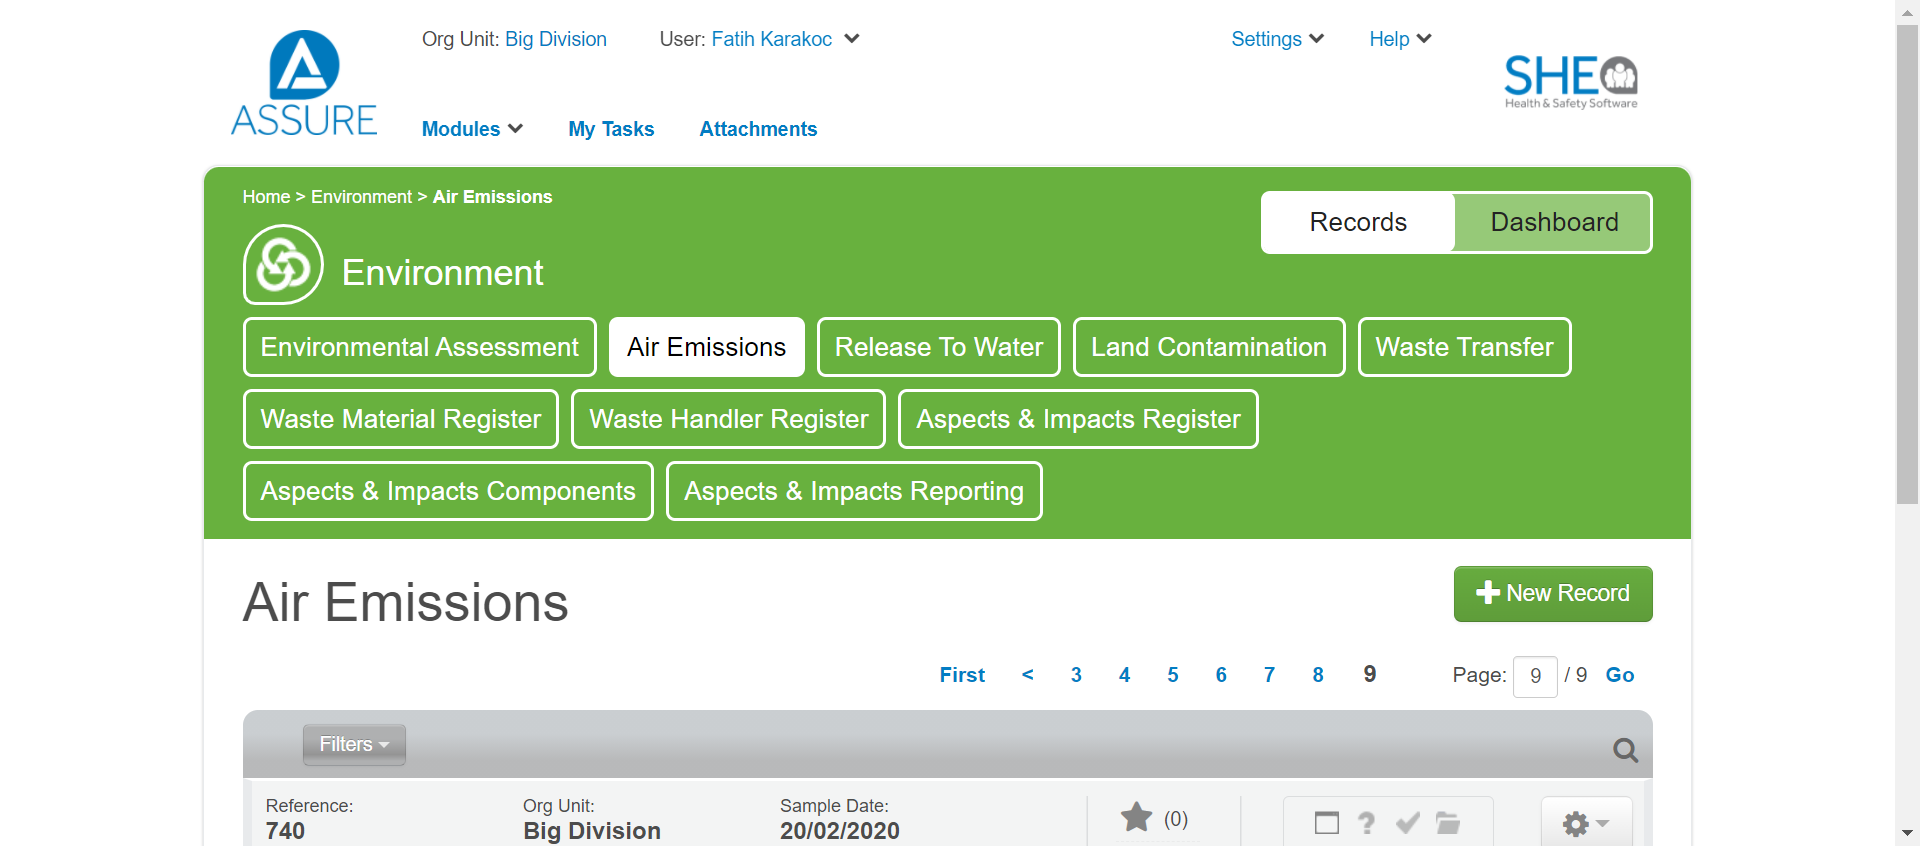 ASSURE
Org Unit: Big Division
User: Fatih Karakoc
Settings
Help
SHE
Health & Safety Software
Modules
My Tasks
Attachments
Home > Environment > Air Emissions
Records
Dashboard
Environment
Environmental Assessment
Air Emissions
Release To Water
Land Contamination
Waste Transfer
Waste Material Register
Waste Handler Register
Aspects & Impacts Register
Aspects & Impacts Components
Aspects & Impacts Reporting
Air Emissions
New Record
First < 3 4 5 6 7 8 9
Page: 9 / 9 Go
Filters
Reference:
740
Org Unit:
Big Division
Sample Date:
20/02/2020
(0)